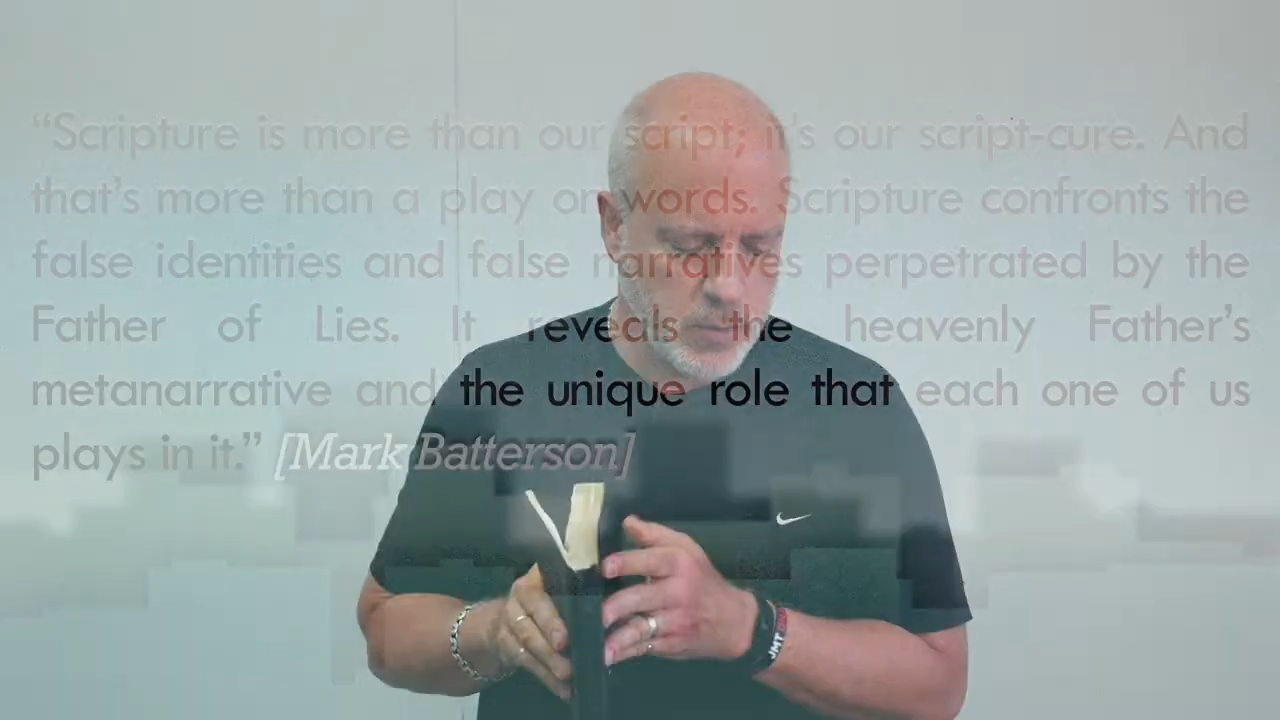 “Scripture is more than our script; it’s our script-cure. And
that’s more than a play on words. Scripture confronts the
false identities and false narratives perpetrated by the
Father of Lies. It reveals the heavenly Father’s
metanarrative and the unique role that each one of us
plays in it.” [Mark Batterson]
JMT